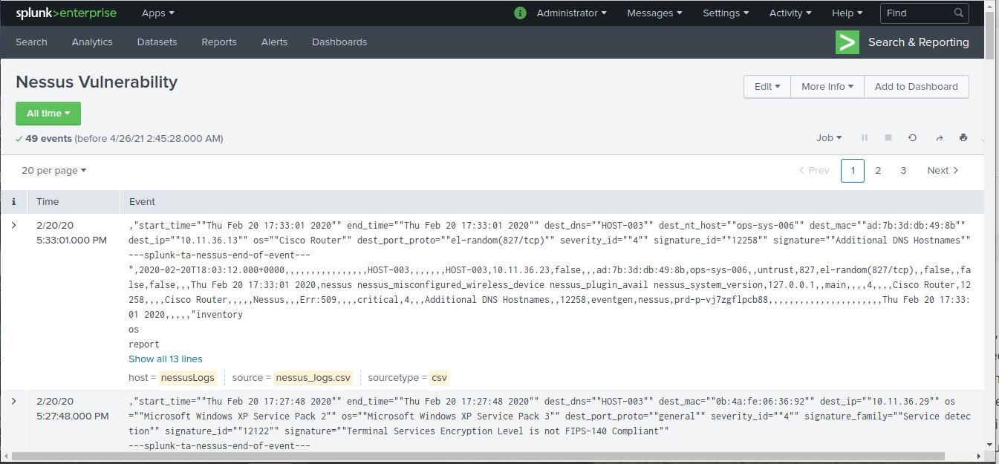 splunk>enterprise Apps i Administrator Messages Settings Activity Help Find
Search Analytics Datasets Reports Alerts Dashboards > Search & Reporting
Nessus Vulnerability
Edit More Info Add to Dashboard
All time
✓ 49 events (before 4/26/21 2:45:28.000 AM)
Job
20 per page
< Prev 1 2 3 Next >
i Time Event
> 2/20/20
5:33:01.000 PM
,"start_time=""Thu Feb 20 17:33:01 2020"" end_time=""Thu Feb 20 17:33:01 2020"" dest_dns=""HOST-003"" dest_nt_host=""ops-sys-006"" dest_mac=""ad:7b:3d:db:49:8b""
dest_ip=""10.11.36.13"" os=""Cisco Router"" dest_port_proto=""el-random(827/tcp)"" severity_id=""4"" signature_id=""12258"" signature=""Additional DNS Hostnames""
---splunk-ta-nessus-end-of-event---
",2020-02-20T18:03:12.000+0000,,,,,,,,,,,,,,,,,HOST-003,,,,,,,HOST-003,10.11.36.23,false,,,ad:7b:3d:db:49:8b,ops-sys-006,,untrust,827,el-random(827/tcp),,false,,fa
lse,false,,,Thu Feb 20 17:33:01 2020,nessus nessus_misconfigured_wireless_device nessus_plugin_avail nessus_system_version,127.0.0.1,,main,,,,4,,,,Cisco Router,12
258,,,,Cisco Router,,,,,Nessus,,,Err:509,,,,critical,4,,,Additional DNS Hostnames,,12258,eventgen,nessus,prd-p-vj7zgflpcb88,,,,,,,,,,,,,,,,,,,,,,Thu Feb 20 17:33:
01 2020,,,,,"inventory
os
report
Show all 13 lines
host = nessusLogs source = nessus_logs.csv sourcetype = csv
> 2/20/20
5:27:48.000 PM
,"start_time=""Thu Feb 20 17:27:48 2020"" end_time=""Thu Feb 20 17:27:48 2020"" dest_dns=""HOST-003"" dest_mac=""0b:4a:fe:06:36:92"" dest_ip=""10.11.36.29"" os
=""Microsoft Windows XP Service Pack 2"" os=""Microsoft Windows XP Service Pack 3"" dest_port_proto=""general"" severity_id=""4"" signature_family=""Service detec
tion"" signature_id=""12122"" signature=""Terminal Services Encryption Level is not FIPS-140 Compliant""
---splunk-ta-nessus-end-of-event---